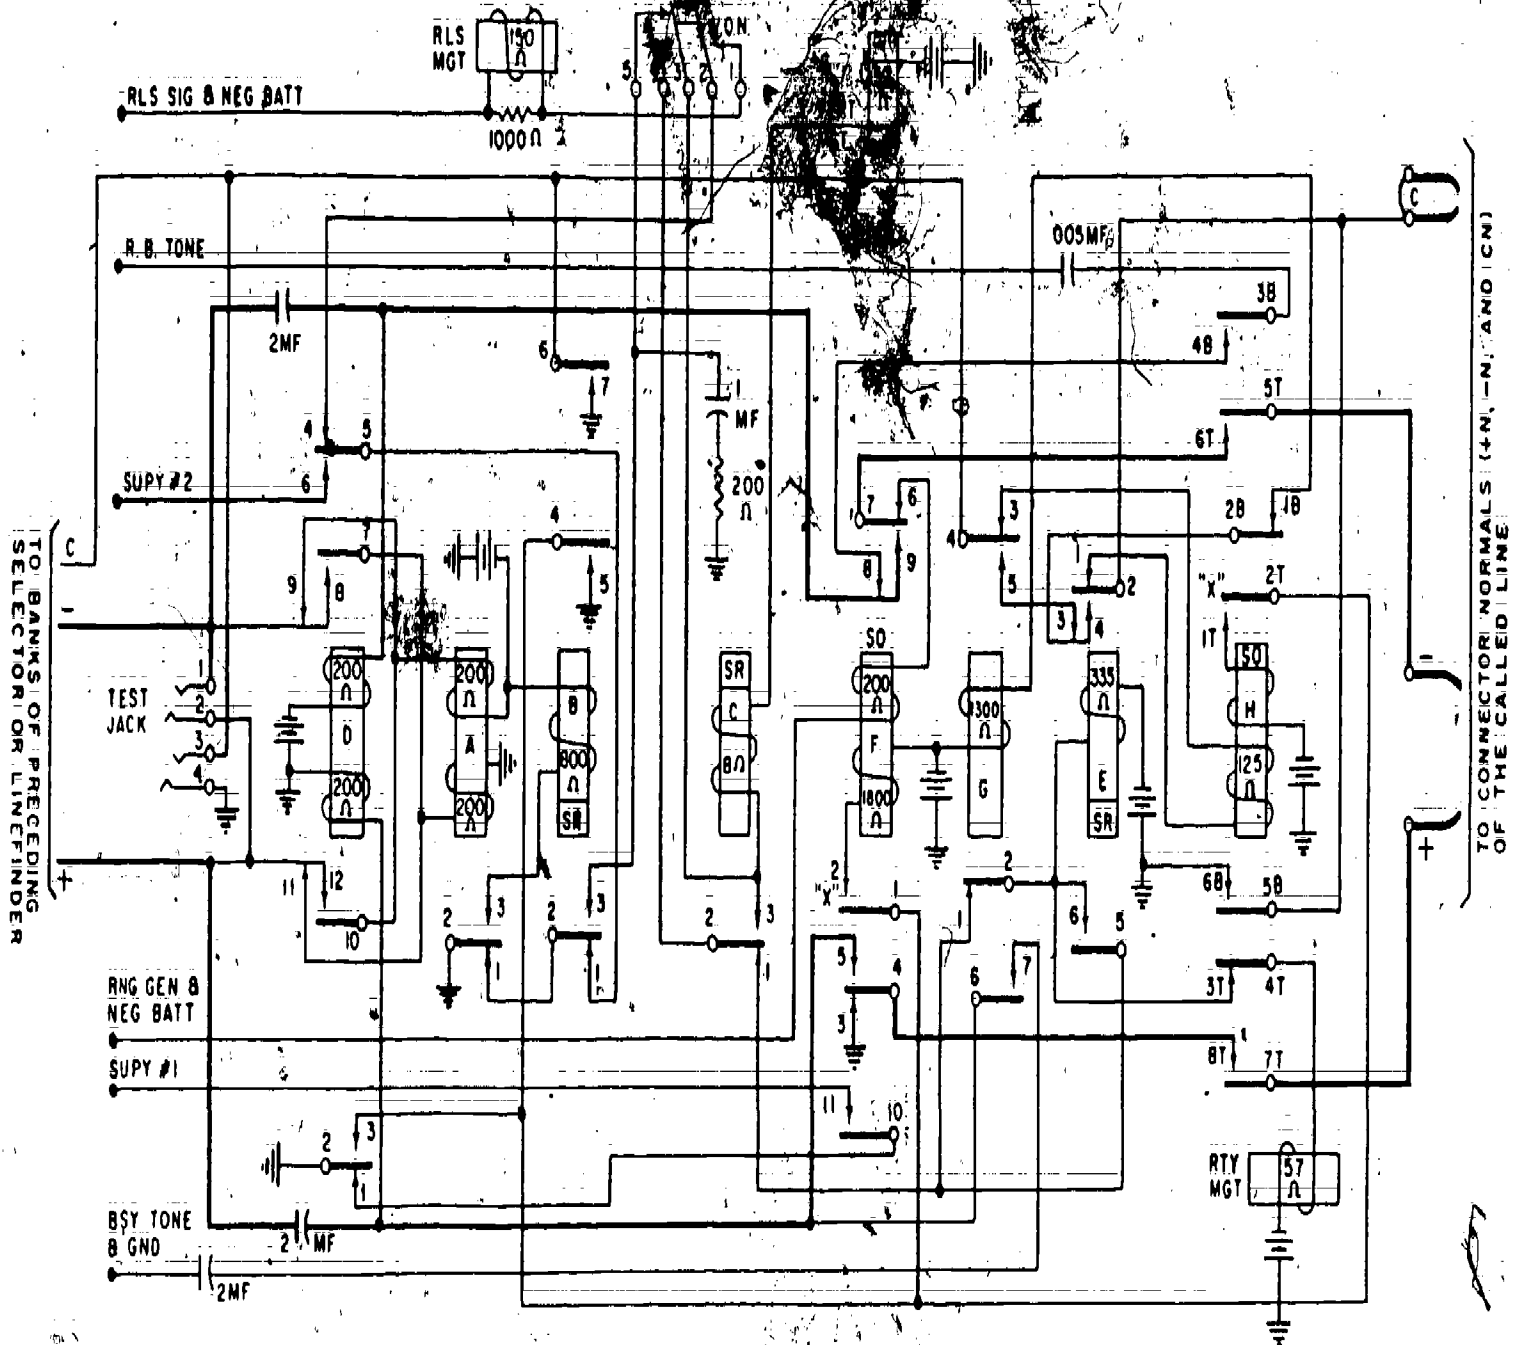 RLS
MGT
150
Ω
VON
5
3
2
1
RLS SIG & NEG BATT
1000 Ω
C
R. B. TONE
.005MF
3B
4B
2MF
6
7
1
MF
5T
6T
4
5
6
SUPY #2
200
Ω
7
6
8
9
3
4
5
2B
1B
1
2
3
4
"X"
2T
1T
C
7
9
8
4
5
-
-
TO BANKS OF PRECEDING
SELECTOR OR LINEFINDER
TO CONNECTOR NORMALS (+N, -N, AND CN)
OF THE CALLED LINE
TEST
JACK
1
2
3
4
200
Ω
D
200
Ω
200
Ω
A
200
Ω
B
800
Ω
SR
SR
C
8Ω
SO
200
Ω
F
1800
Ω
1300
Ω
G
335
Ω
E
SR
SO
H
125
Ω
+
+
11
12
10
2
3
1
2
3
1
2
3
1
2
"X"
1
5
4
3
2
1
6
7
6
5
6B
5B
3T
4T
8T
7T
RNG GEN &
NEG BATT
SUPY #1
11
10
2
3
1
BSY TONE
& GND
2 MF
2MF
RTY
MGT
57
Ω